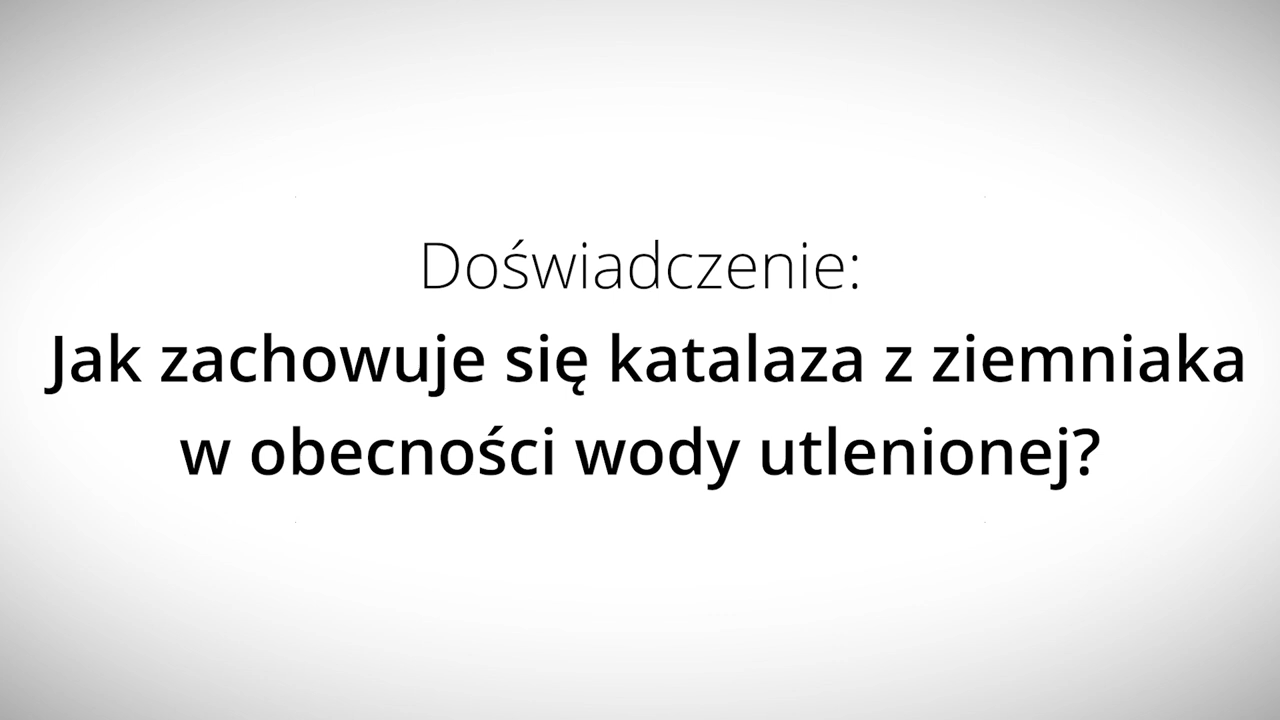 Doświadczenie:
Jak zachowuje się katalaza z ziemniaka
w obecności wody utlenionej?